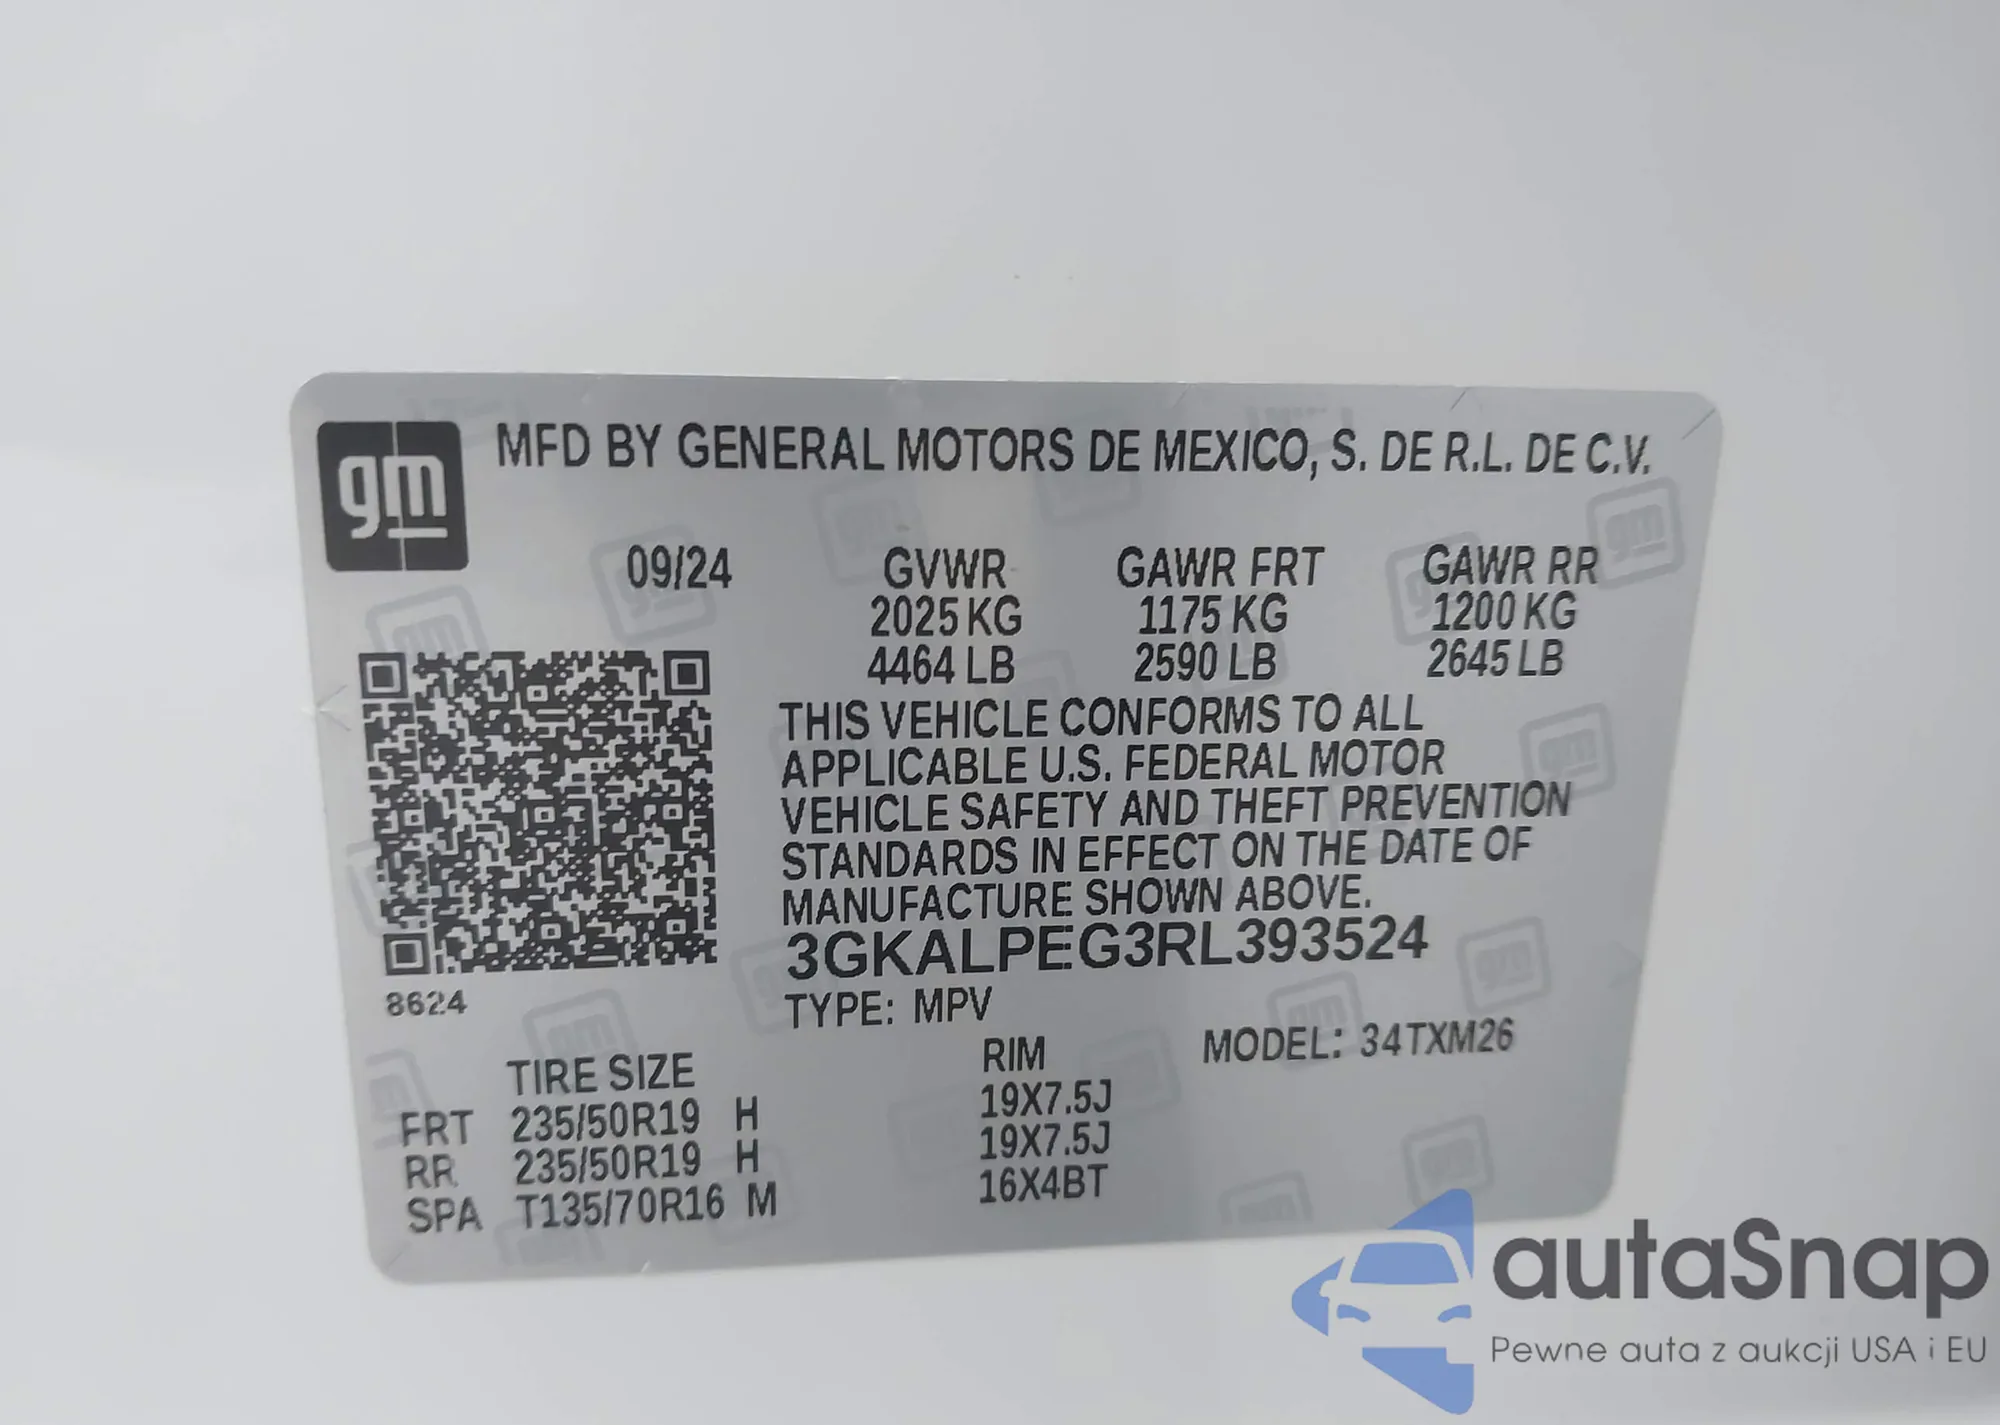 gm
MFD BY GENERAL MOTORS DE MEXICO, S. DE R.L. DE C.V.
09/24 GVWR GAWR FRT GAWR RR
2025 KG 1175 KG 1200 KG
4464 LB 2590 LB 2645 LB
THIS VEHICLE CONFORMS TO ALL
APPLICABLE U.S. FEDERAL MOTOR
VEHICLE SAFETY AND THEFT PREVENTION
STANDARDS IN EFFECT ON THE DATE OF
MANUFACTURE SHOWN ABOVE.
3GKALPEG3RL393524
8624
TYPE: MPV
MODEL: 34TXM26
TIRE SIZE RIM
FRT 235/50R19 H 19X7.5J
RR 235/50R19 H 19X7.5J
SPA T135/70R16 M 16X4BT
autaSnap
Pewne auta z aukcji USA i EU